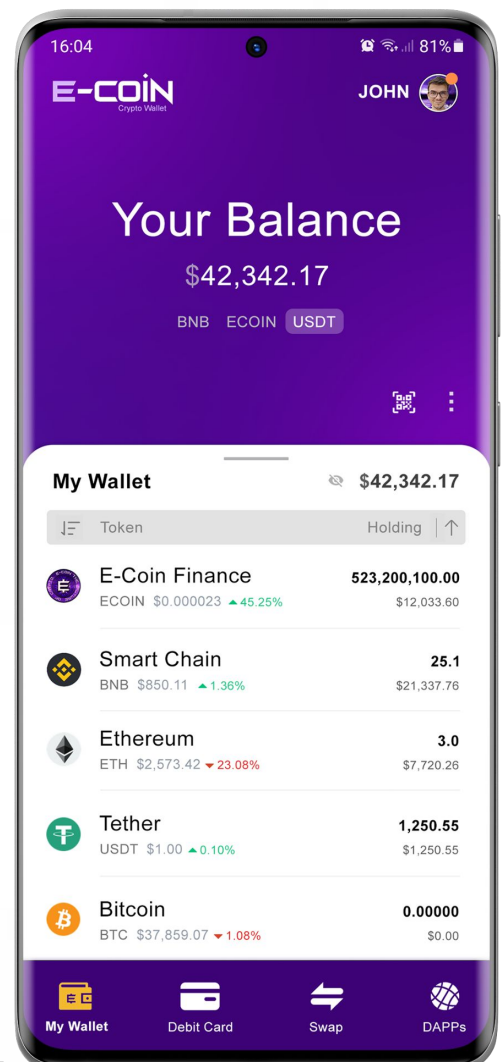 16:04 81%
E-COIN JOHN
Crypto Wallet
Your Balance
$42,342.17
BNB ECOIN USDT
My Wallet $42,342.17
Token Holding
E-Coin Finance 523,200,100.00
ECOIN $0.000023 45.25% $12,033.60
Smart Chain 25.1
BNB $850.11 1.36% $21,337.76
Ethereum 3.0
ETH $2,573.42 23.08% $7,720.26
Tether 1,250.55
USDT $1.00 0.10% $1,250.55
Bitcoin 0.00000
BTC $37,859.07 1.08% $0.00
My Wallet Debit Card Swap DAPPs